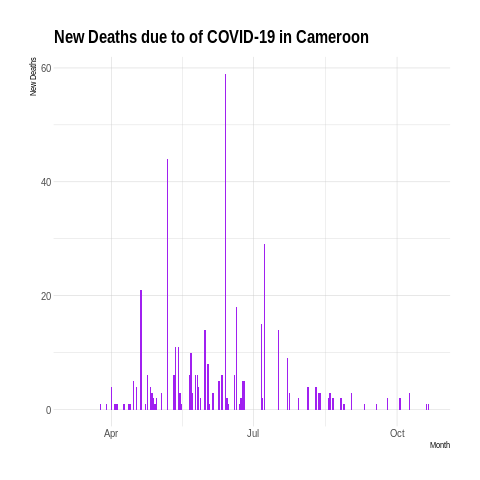 New Deaths due to of COVID-19 in Cameroon
New Deaths
60
40
20
0
Apr
Jul
Oct
Month